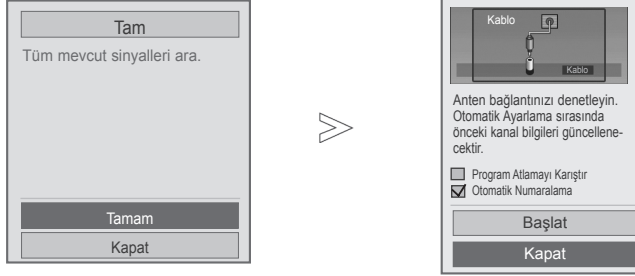 Tam
Tüm mevcut sinyalleri ara.
Tamam
Kapat
Kablo
Kablo
Anten bağlantınızı denetleyin.
Otomatik Ayarlama sırasında
önceki kanal bilgileri güncellene-
cektir.
Program Atlamayı Karıştır
Otomatik Numaralama
Başlat
Kapat